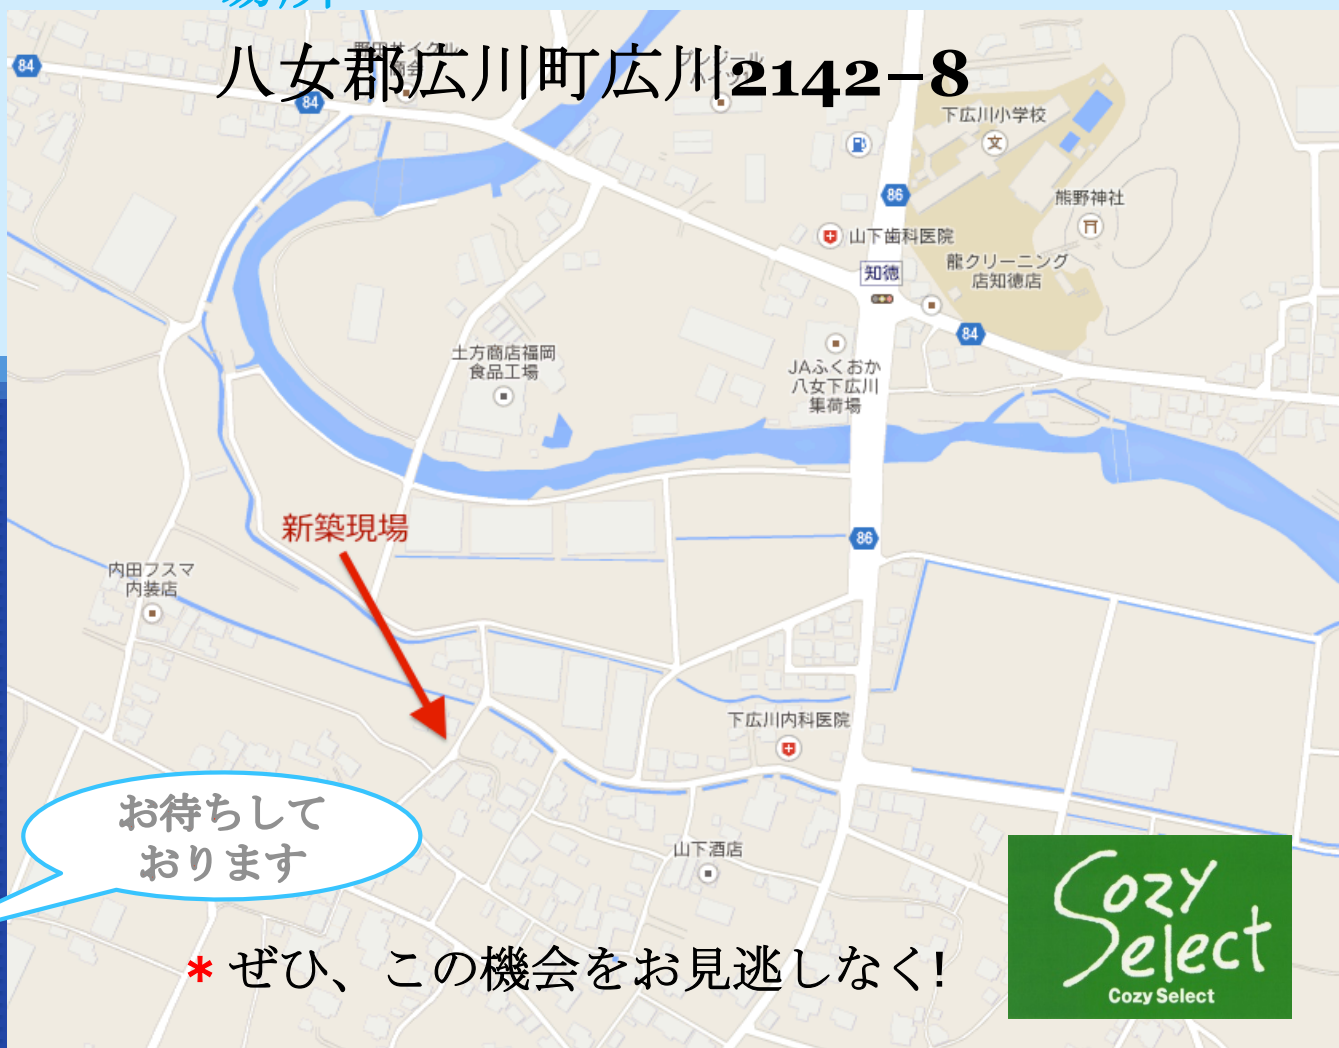 場所
八女郡広川町広川2142−8
84
84
下広川小学校
文
86
熊野神社
山下歯科医院
知徳
龍クリーニング
店知徳店
84
土方商店福岡
食品工場
JAふくおか
八女下広川
集荷場
新築現場
86
内田フスマ
内装店
下広川内科医院
お待ちして
おります
山下酒店
* ぜひ、この機会をお見逃しなく!
Cozy
Select
Cozy Select